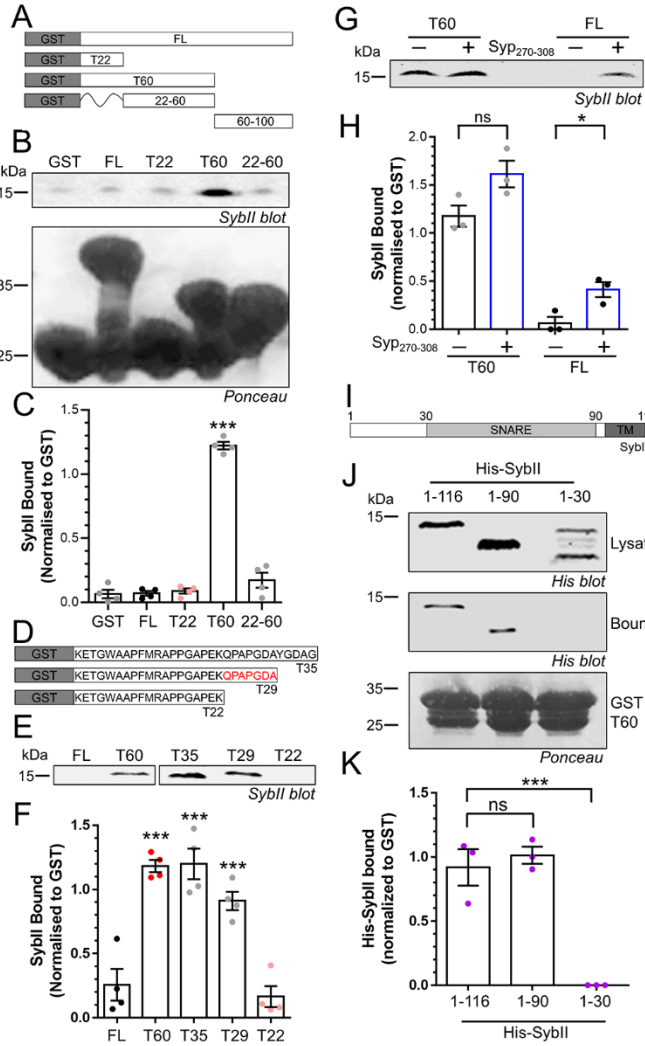 A
GST FL
GST T22
GST T60
GST 22-60
60-100
B
GST FL T22 T60 22-60
kDa
15
SybII blot
35
25
Ponceau
C
SybII Bound
(Normalised to GST)
1.5
1.0
0.5
0.0
***
GST FL T22 T60 22-60
D
GST KETGWAAPFMRAPPGAPEKQPAPGDAYGDAG
T35
GST KETGWAAPFMRAPPGAPEKQPAPGDA
T29
GST KETGWAAPFMRAPPGAPEK
T22
E
kDa FL T60 T35 T29 T22
15
SybII blot
F
SybII Bound
(Normalised to GST)
1.5
1.0
0.5
0.0
*** *** ***
FL T60 T35 T29 T22
G
T60 FL
kDa − + Syp270-308 − +
15
SybII blot
H
SybII Bound
(normalised to GST)
2.0
1.5
1.0
0.5
0.0
ns *
Syp270-308 − + − +
T60 FL
I
1 30 90
SNARE TM
J
His-SybII
kDa 1-116 1-90 1-30
15
His blot
15
His blot
35
25
GST
T60
Ponceau
K
His-SybII bound
(normalized to GST)
1.5
1.0
0.5
0.0
***
ns
1-116 1-90 1-30
His-SybII